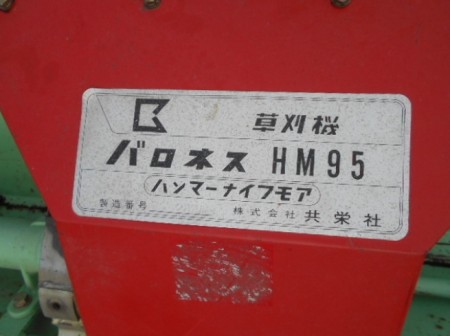 草刈機
バロネス HM95
ハンマーナイフモア
製造番号
株式会社 共栄社